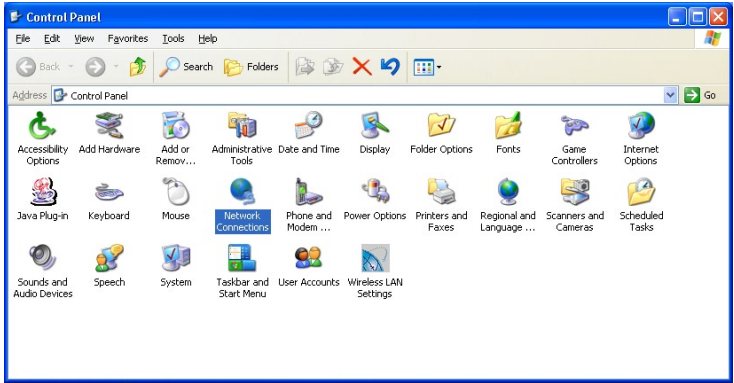 Control Panel
File Edit View Favorites Tools Help
Back Search Folders
Address Control Panel Go
Accessibility Options
Add Hardware
Add or Remov...
Administrative Tools
Date and Time
Display
Folder Options
Fonts
Game Controllers
Internet Options
Java Plug-in
Keyboard
Mouse
Network Connections
Phone and Modem ...
Power Options
Printers and Faxes
Regional and Language ...
Scanners and Cameras
Scheduled Tasks
Sounds and Audio Devices
Speech
System
Taskbar and Start Menu
User Accounts
Wireless LAN Settings